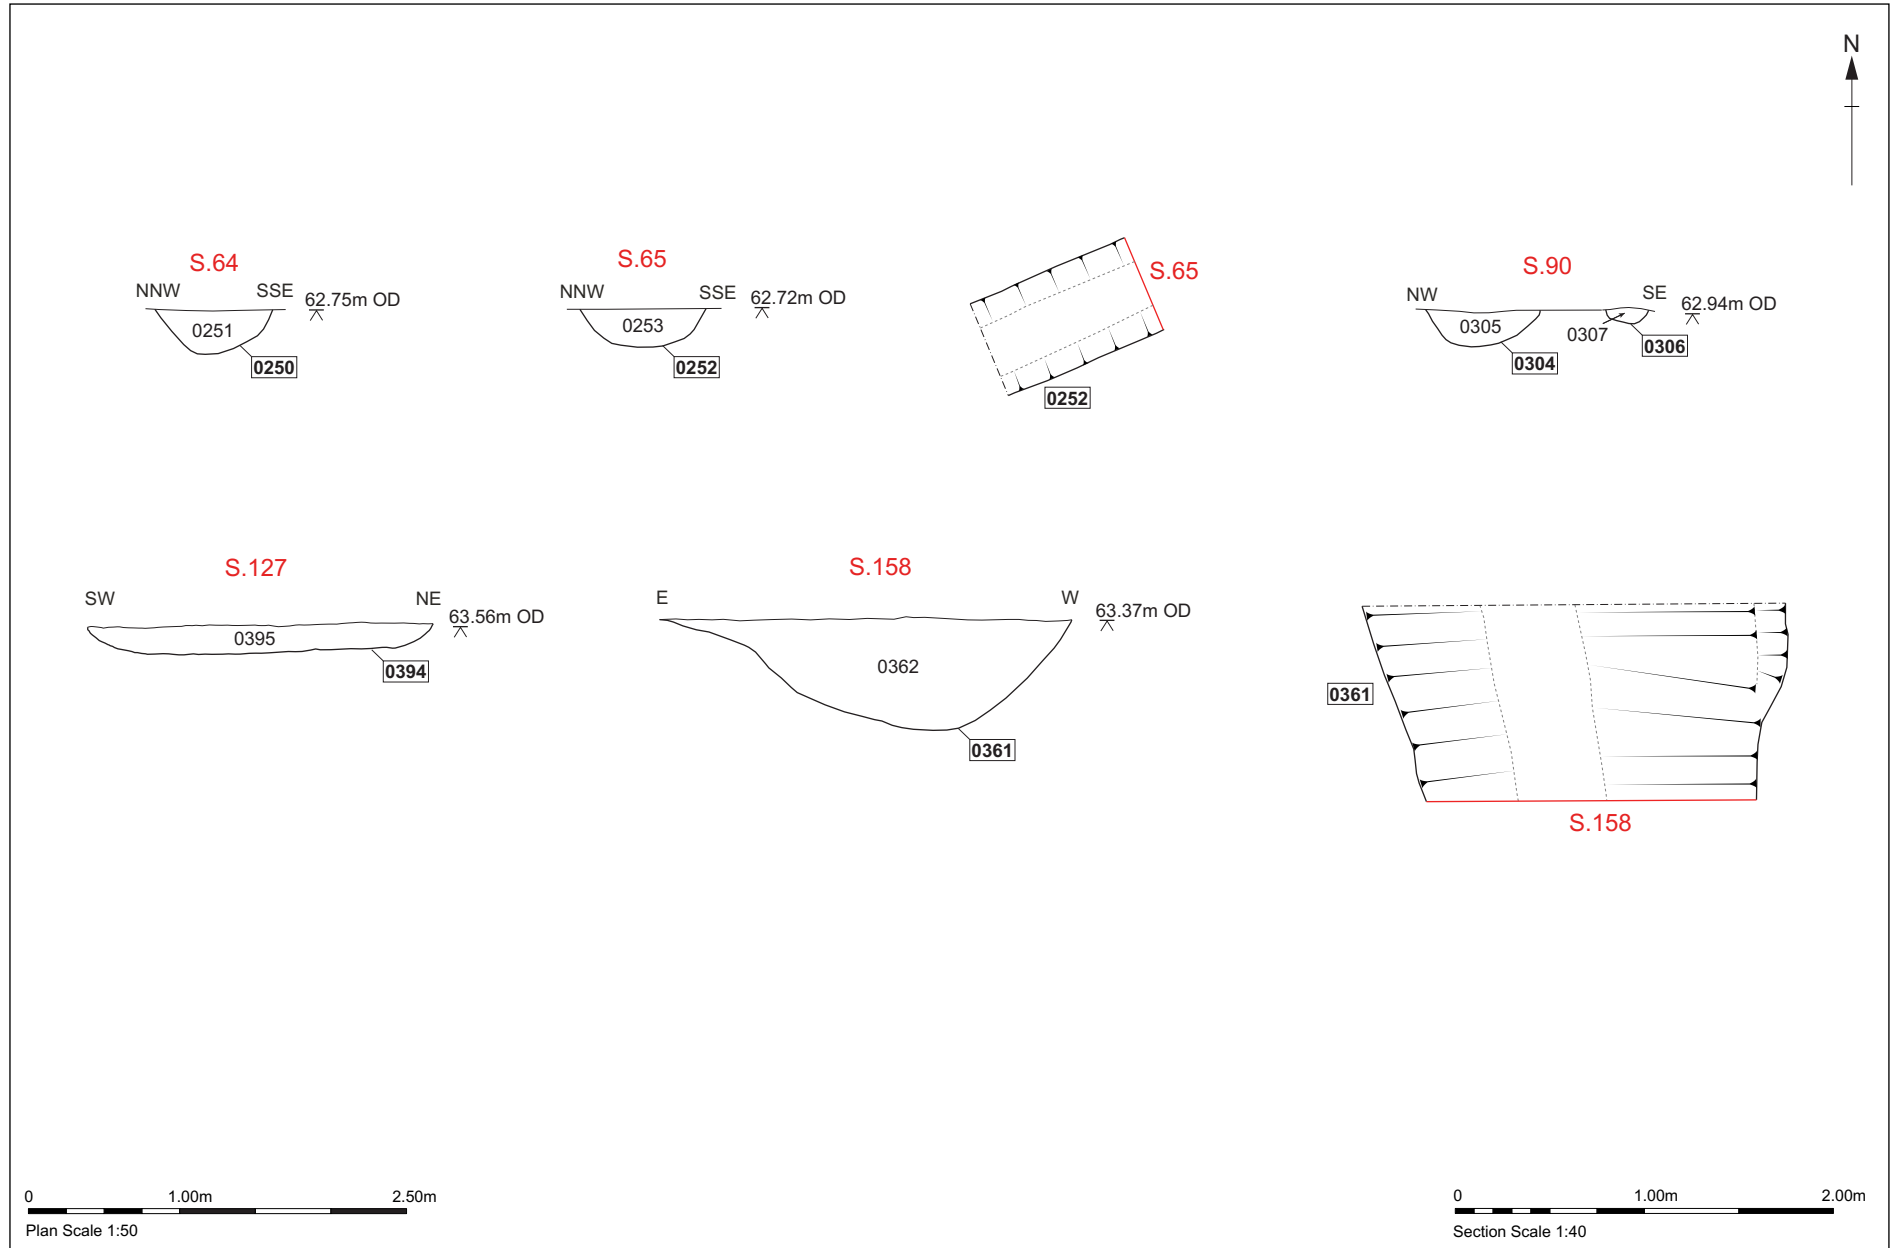 N
S.64
NNW SSE 62.75m OD
0251
0250
S.65
NNW SSE 62.72m OD
0253
0252
S.65
0252
S.90
NW SE 62.94m OD
0305 0307
0304 0306
S.127
SW NE 63.56m OD
0395
0394
S.158
E W 63.37m OD
0362
0361
0361
S.158
0 1.00m 2.50m
Plan Scale 1:50
0 1.00m 2.00m
Section Scale 1:40